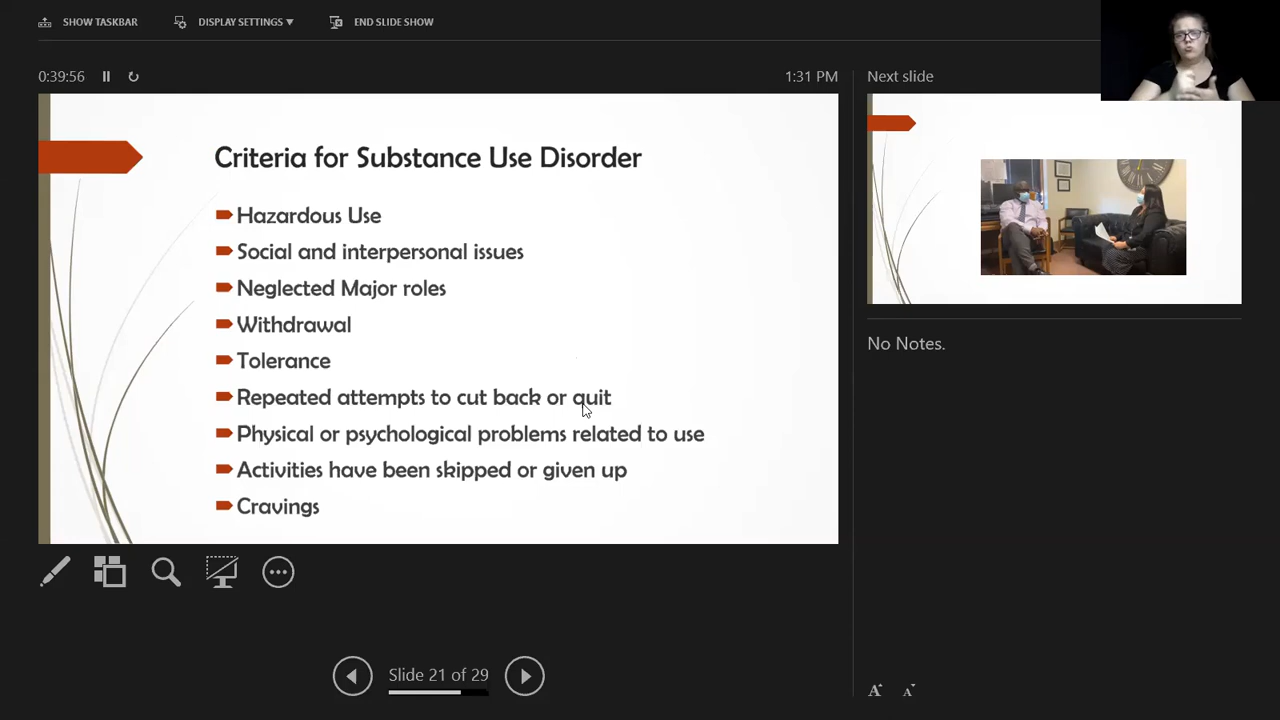 SHOW TASKBAR
DISPLAY SETTINGS ▼
END SLIDE SHOW
0:39:56
1:31 PM
Next slide
Criteria for Substance Use Disorder
Hazardous Use
Social and interpersonal issues
Neglected Major roles
Withdrawal
Tolerance
Repeated attempts to cut back or quit
Physical or psychological problems related to use
Activities have been skipped or given up
Cravings
No Notes.
Slide 21 of 29
A A